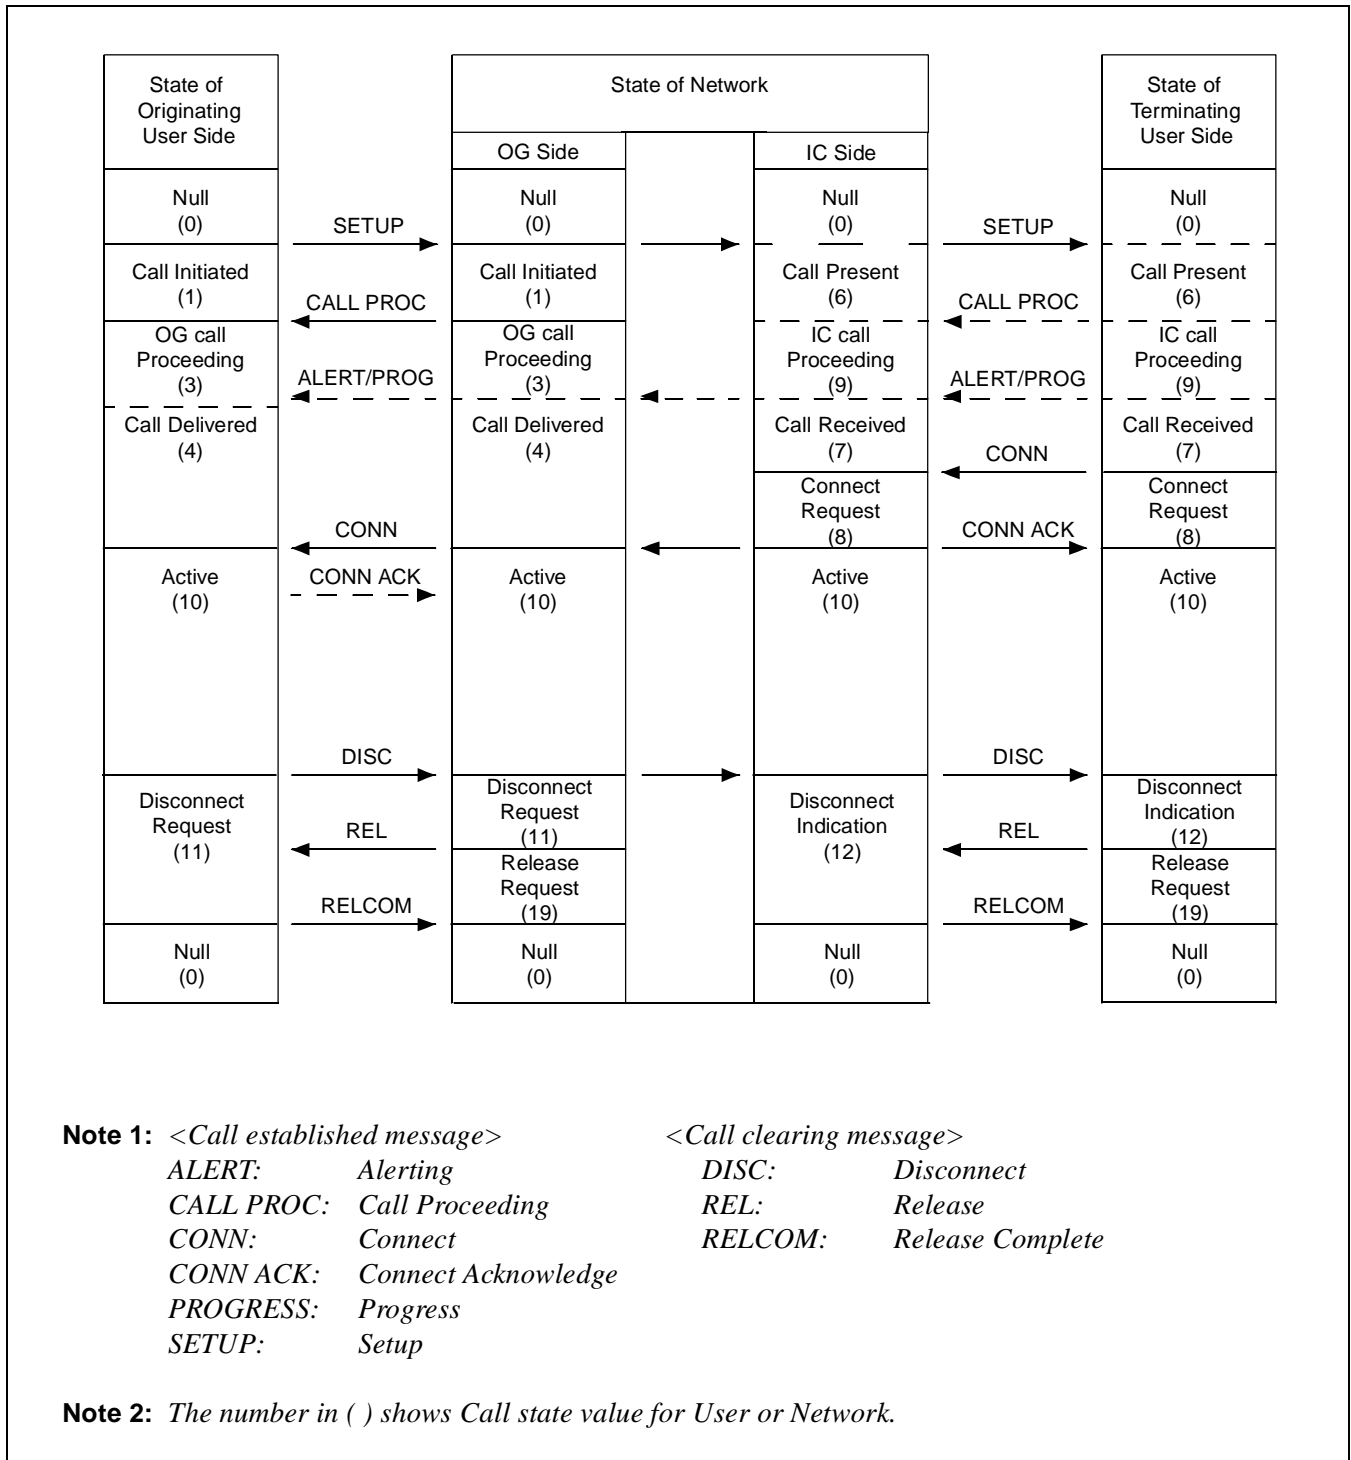 State of
Originating
User Side
State of Network
State of
Terminating
User Side
OG Side
IC Side
Null
(0)
SETUP
Null
(0)
Null
(0)
SETUP
Null
(0)
Call Initiated
(1)
CALL PROC
Call Initiated
(1)
Call Present
(6)
CALL PROC
Call Present
(6)
OG call
Proceeding
(3)
ALERT/PROG
OG call
Proceeding
(3)
IC call
Proceeding
(9)
ALERT/PROG
IC call
Proceeding
(9)
Call Delivered
(4)
Call Delivered
(4)
Call Received
(7)
CONN
Call Received
(7)
Connect
Request
(8)
Connect
Request
(8)
CONN
CONN ACK
Active
(10)
CONN ACK
Active
(10)
Active
(10)
Active
(10)
DISC
DISC
Disconnect
Request
(11)
REL
Disconnect
Request
(11)
Disconnect
Indication
(12)
REL
Disconnect
Indication
(12)
RELCOM
Release
Request
(19)
RELCOM
Release
Request
(19)
Null
(0)
Null
(0)
Null
(0)
Null
(0)
Note 1: <Call established message> <Call clearing message>
ALERT: Alerting DISC: Disconnect
CALL PROC: Call Proceeding REL: Release
CONN: Connect RELCOM: Release Complete
CONN ACK: Connect Acknowledge
PROGRESS: Progress
SETUP: Setup
Note 2: The number in ( ) shows Call state value for User or Network.